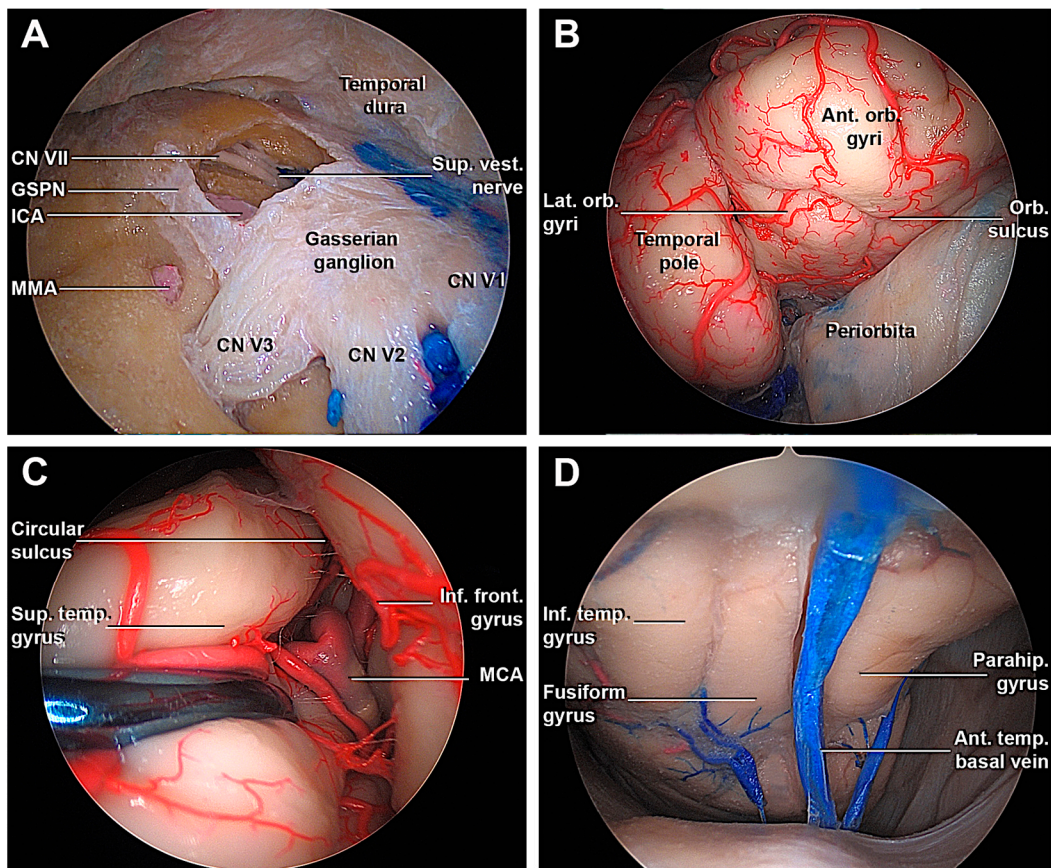 A
Temporal
dura
CN VII
GSPN
ICA
MMA
Sup. vest.
nerve
Gasserian
ganglion
CN V1
CN V2
CN V3
B
Ant. orb.
gyri
Lat. orb.
gyri
Orb.
sulcus
Temporal
pole
Periorbita
C
Circular
sulcus
Sup. temp.
gyrus
Inf. front.
gyrus
MCA
D
Inf. temp.
gyrus
Fusiform
gyrus
Parahip.
gyrus
Ant. temp.
basal vein